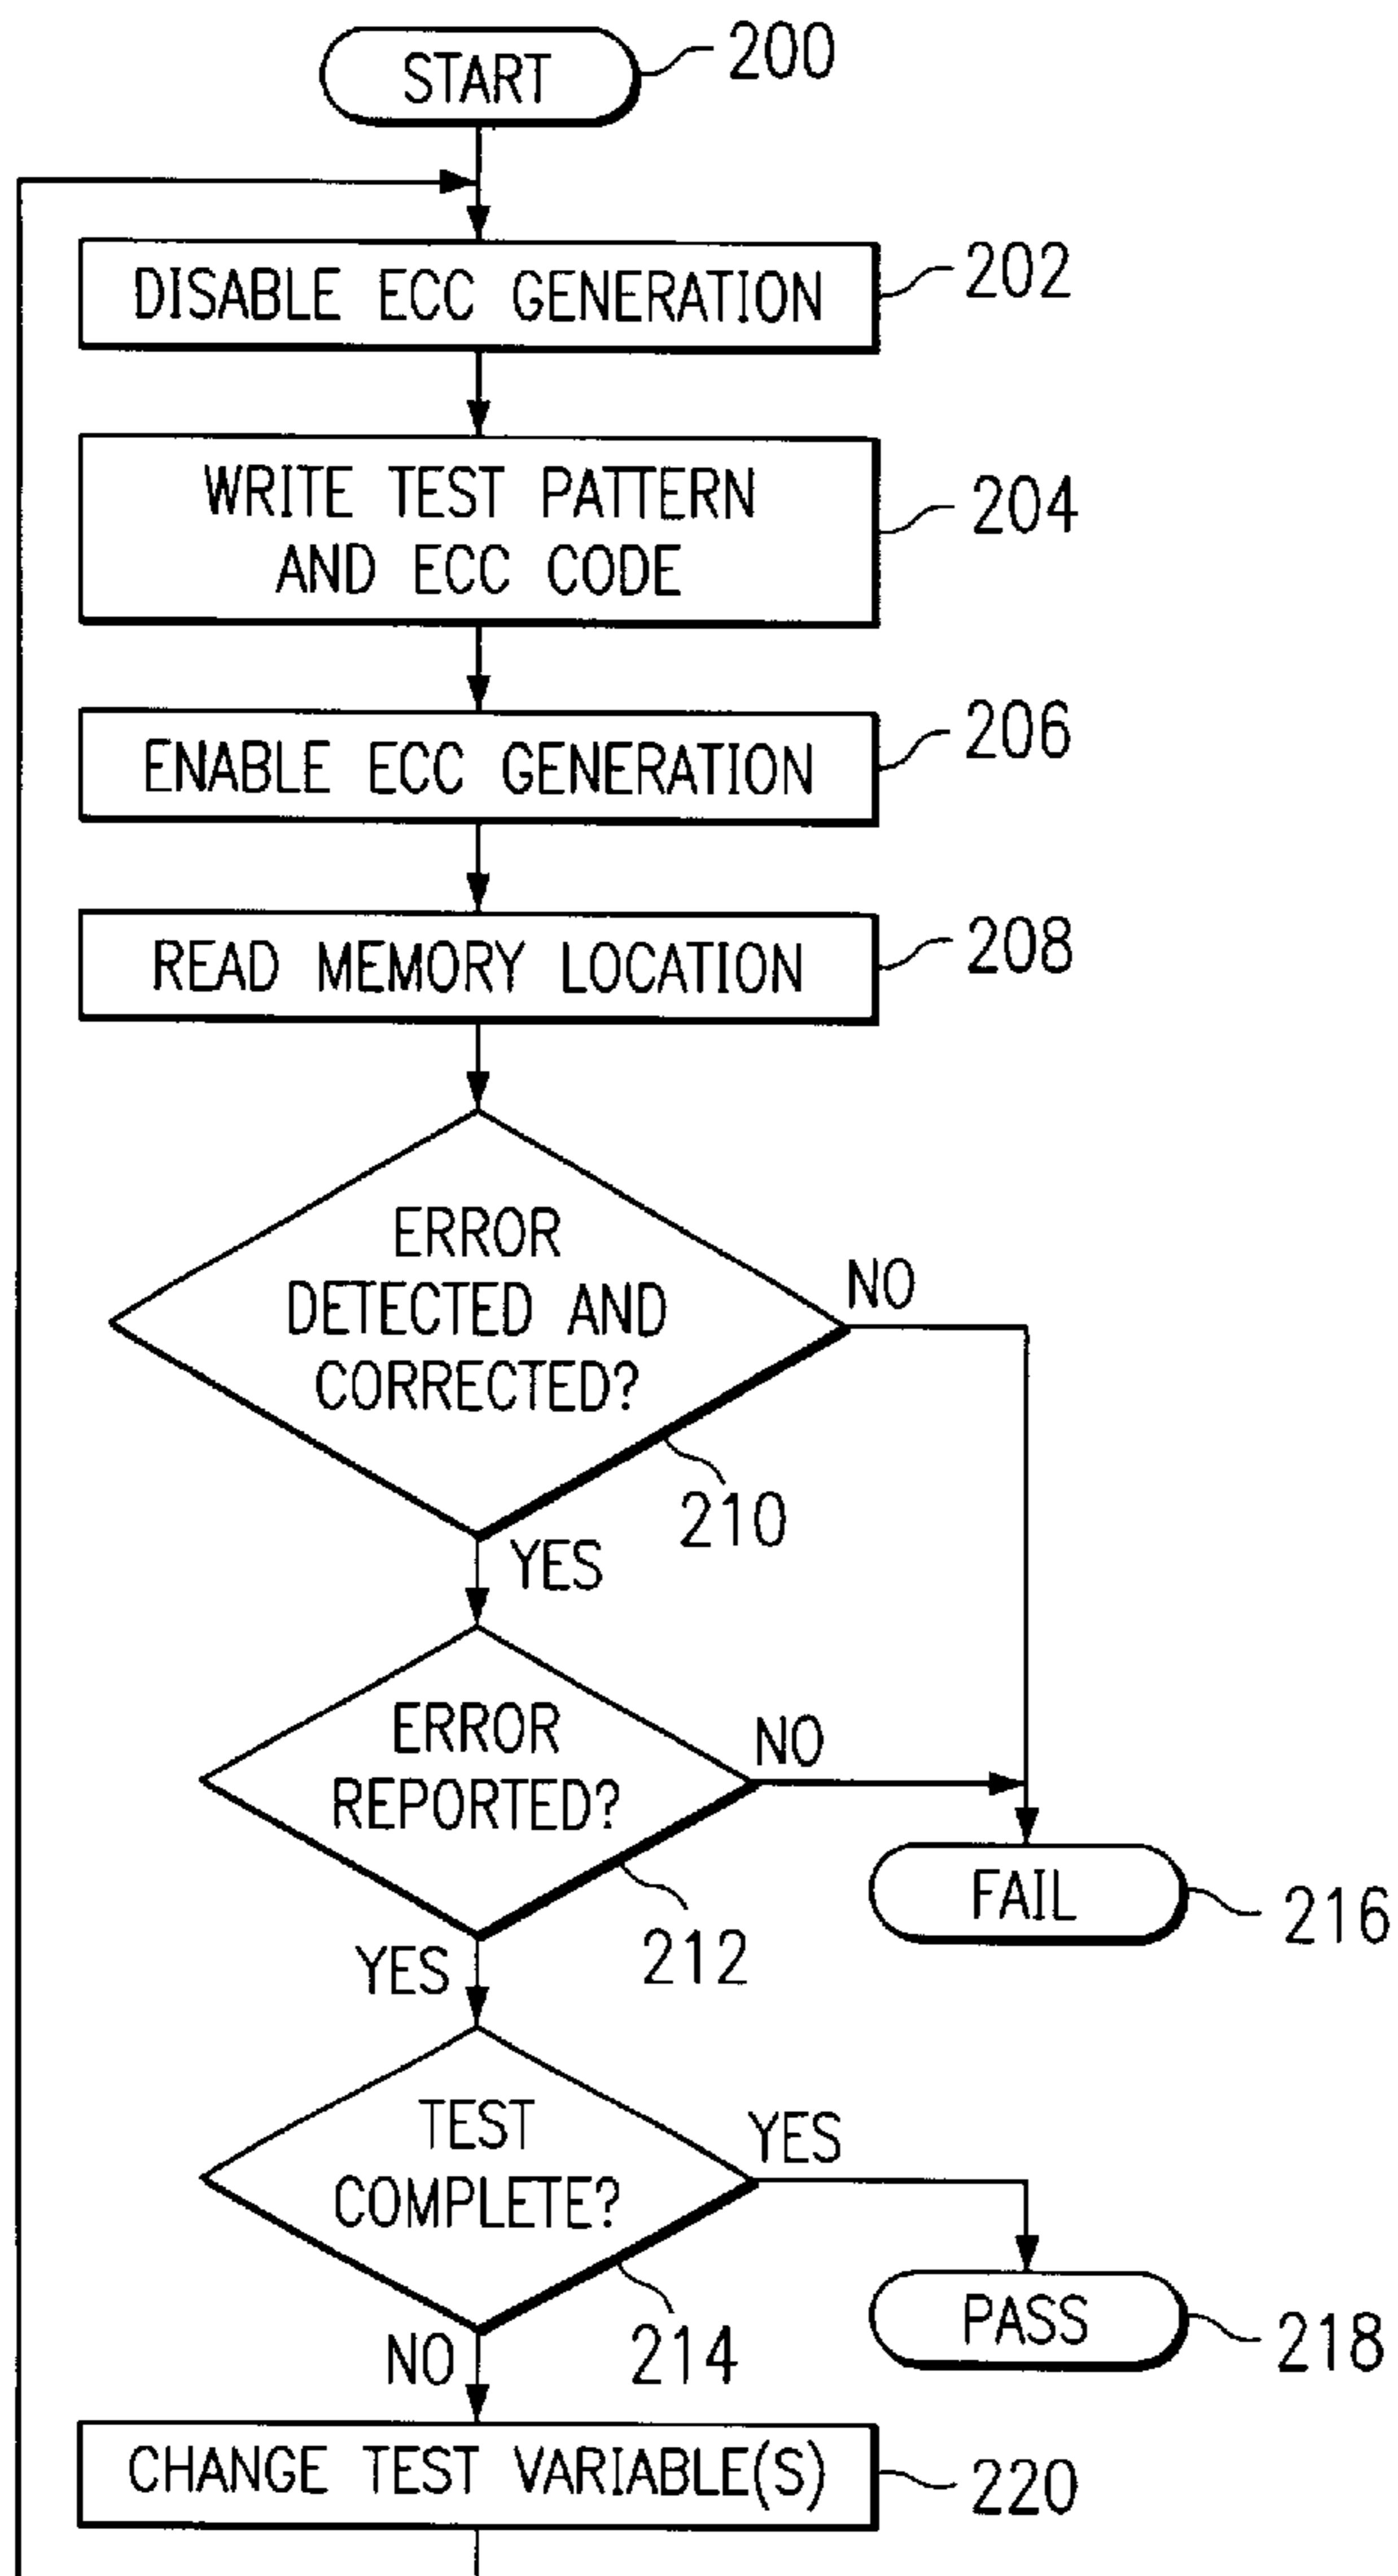 START
200
DISABLE ECC GENERATION
202
WRITE TEST PATTERN
AND ECC CODE
204
ENABLE ECC GENERATION
206
READ MEMORY LOCATION
208
ERROR
DETECTED AND
CORRECTED?
NO
210
YES
ERROR
REPORTED?
NO
212
FAIL
216
YES
TEST
COMPLETE?
YES
214
PASS
218
NO
CHANGE TEST VARIABLE(S)
220